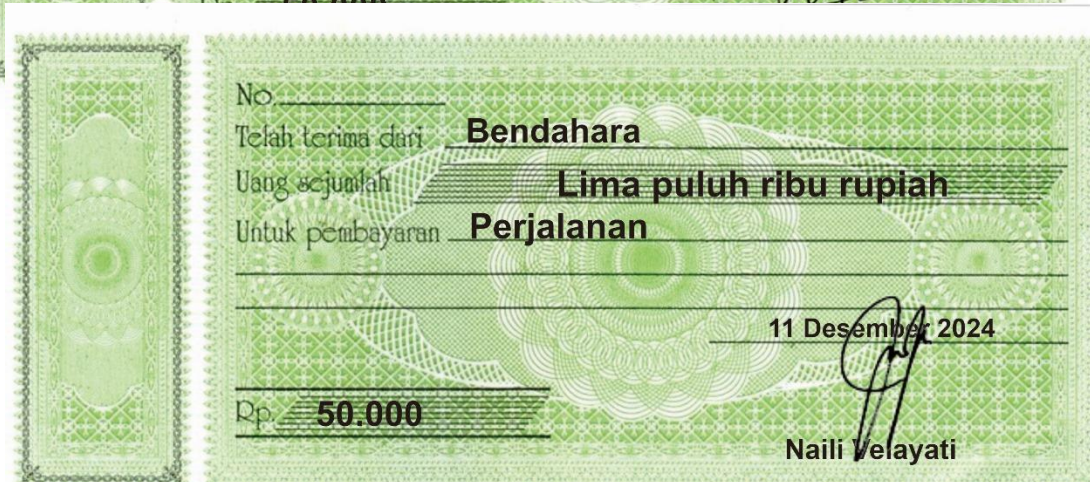 No.
Telah terima dari Bendahara
Uang sejumlah Lima puluh ribu rupiah
Untuk pembayaran Perjalanan
11 Desember 2024
Rp. 50.000
Naili Velayati